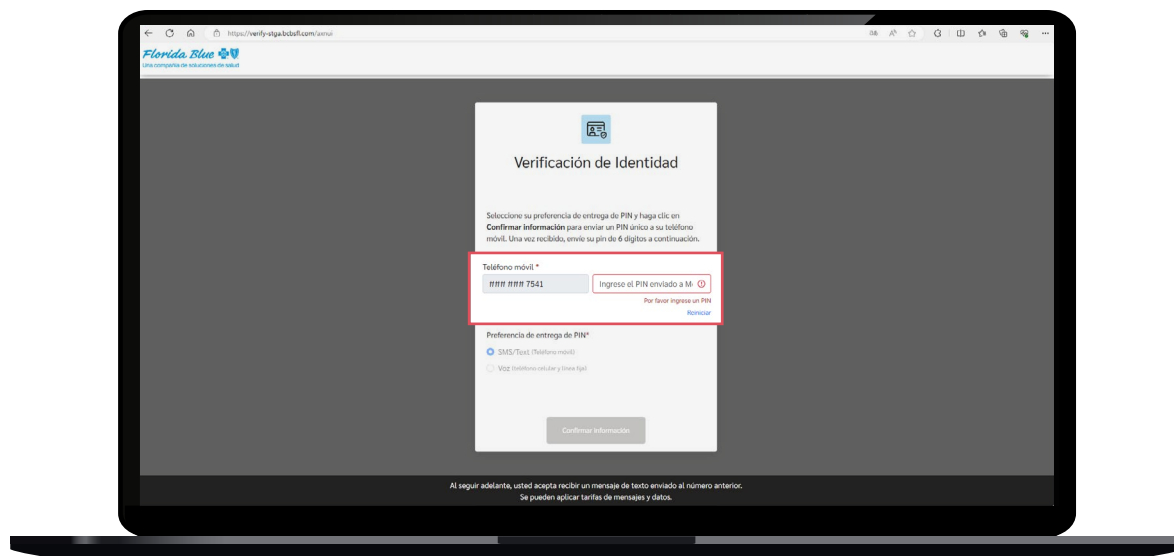 https://verify-stga.bcbsfl.com/axnui
Florida Blue
Una compañía de soluciones de salud
Verificación de Identidad
Seleccione su preferencia de entrega de PIN y haga clic en
Confirmar información para enviar un PIN único a su teléfono
móvil. Una vez recibido, envíe su pin de 6 dígitos a continuación.
Teléfono móvil *
### ### 7541
Ingrese el PIN enviado a M
Por favor ingrese un PIN
Reiniciar
Preferencia de entrega de PIN*
SMS/Text (Teléfono móvil)
Voz (teléfono celular y línea fija)
Confirmar información
Al seguir adelante, usted acepta recibir un mensaje de texto enviado al número anterior.
Se pueden aplicar tarifas de mensajes y datos.